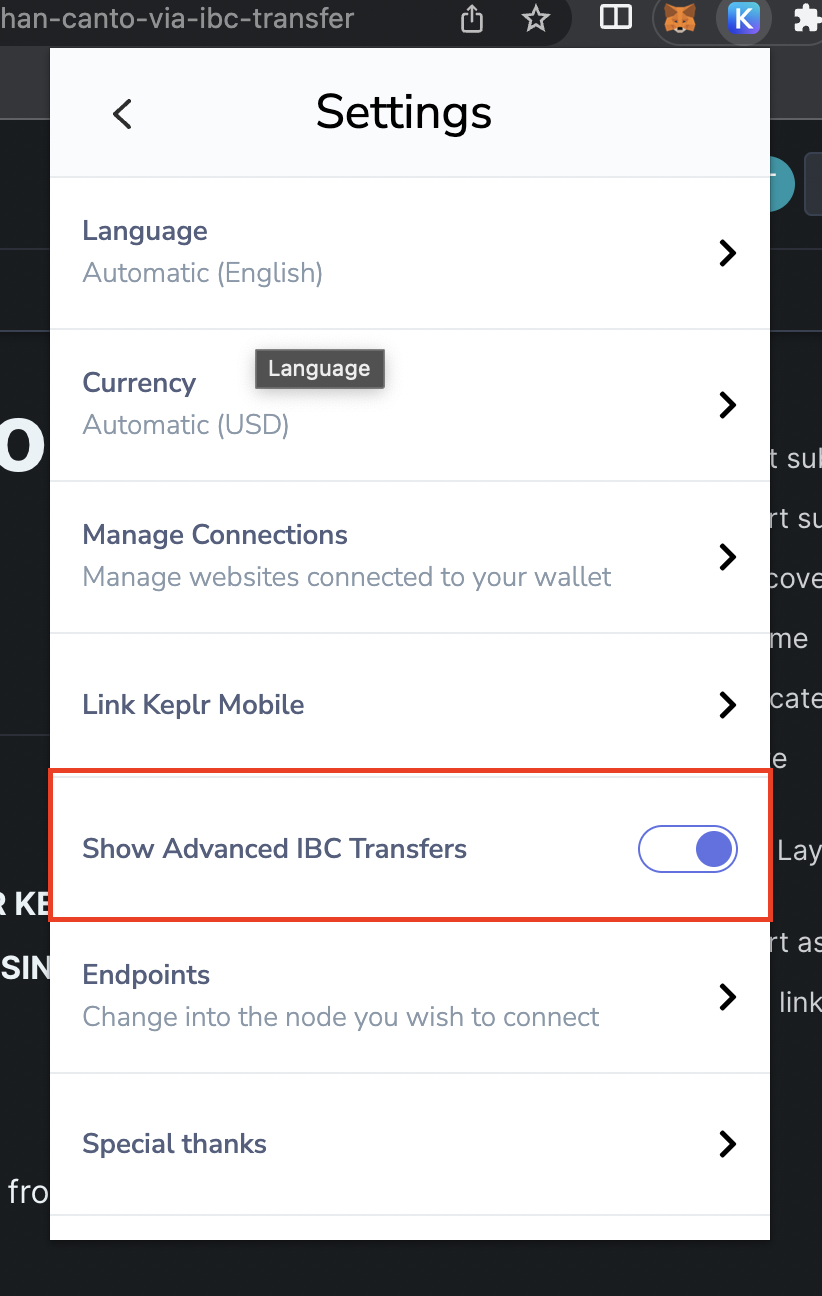 han-canto-via-ibc-transfer
K
Settings
Language
Automatic (English)
Language
Currency
Automatic (USD)
o
t su
Manage Connections
rt su
Manage websites connected to your wallet
cove
me
Link Keplr Mobile
cate
e
Show Advanced IBC Transfers
Lay
R KE
rt as
SIN
Endpoints
link
Change into the node you wish to connect
Special thanks
fro